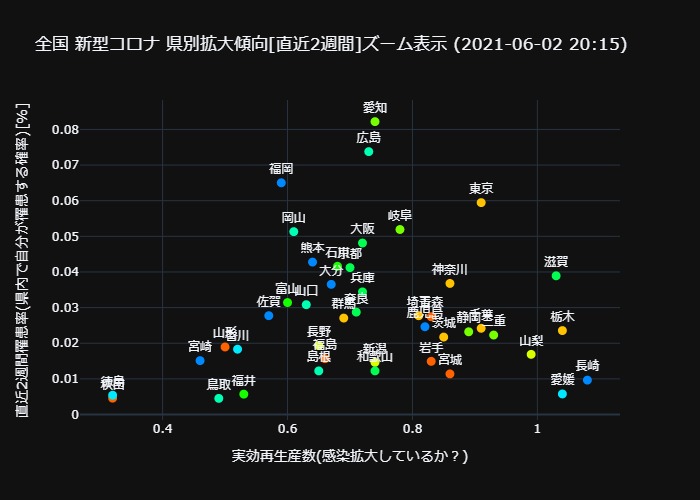 全国 新型コロナ 県別拡大傾向[直近2週間]ズーム表示 (2021-06-02 20:15)
直近2週間罹患率(県内で自分が罹患する確率)[%]
0.08
0.07
0.06
0.05
0.04
0.03
0.02
0.01
0
愛知
広島
福岡
東京
岐阜
岡山
大阪
熊本
石川
京都
大分
兵庫
神奈川
滋賀
富山
山口
奈良
佐賀
群馬
埼玉
青森
茨城
静岡
千葉
三重
栃木
山形
香川
長野
福島
新潟
宮崎
島根
和歌山
岩手
宮城
山梨
長崎
愛媛
徳島
秋田
鳥取
福井
0.4
0.6
0.8
1
実効再生産数(感染拡大しているか？)